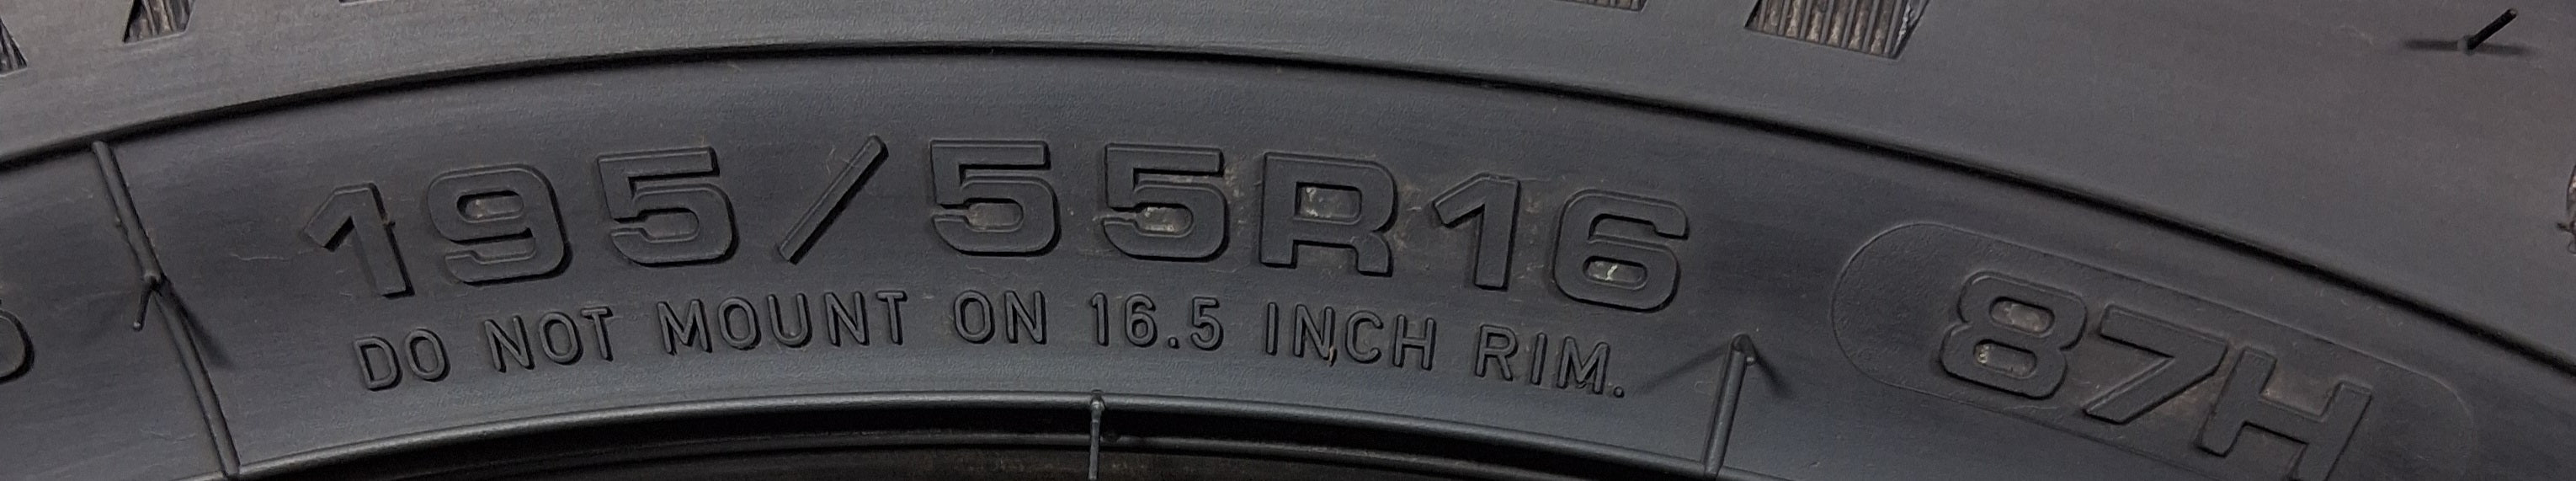 195/55R16
DO NOT MOUNT ON 16.5 INCH RIM.
87H